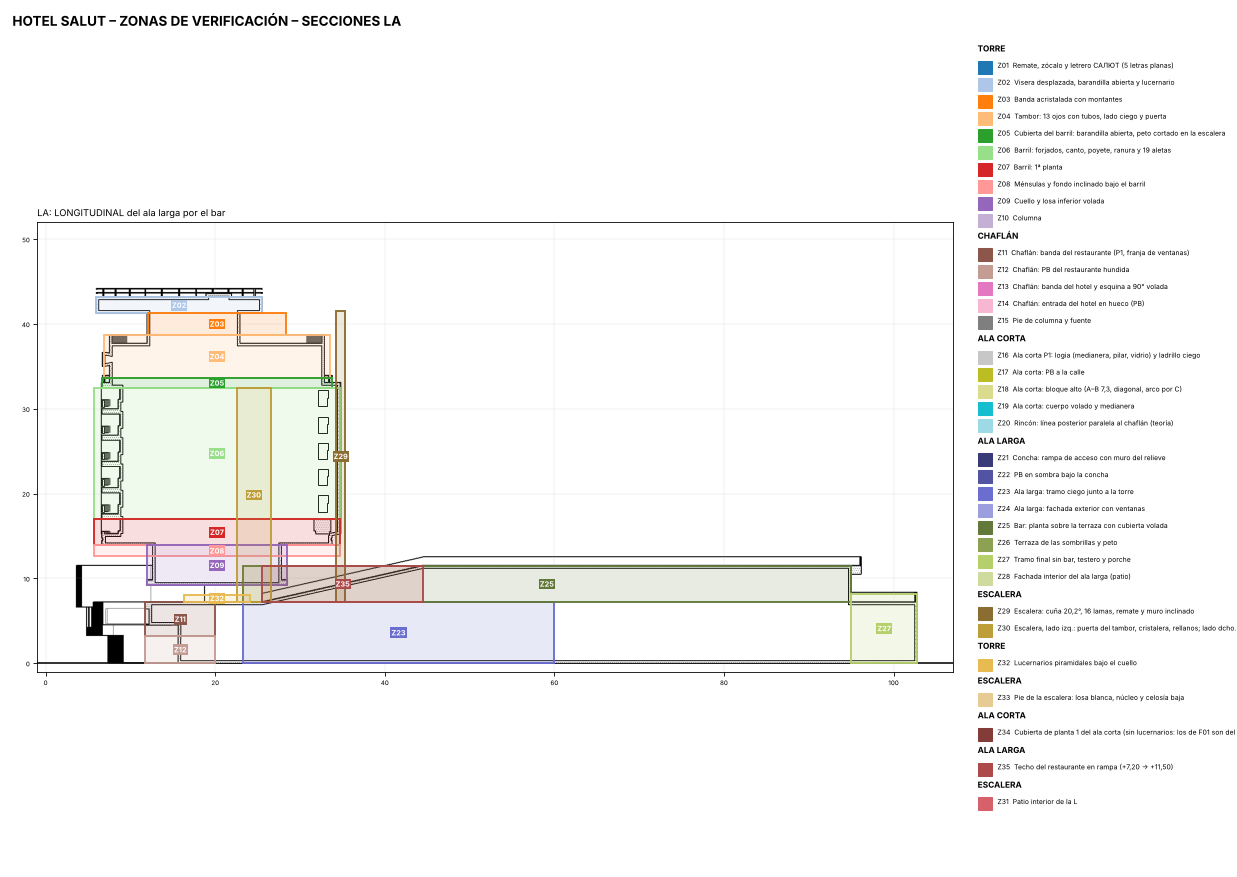 HOTEL SALUT – ZONAS DE VERIFICACIÓN – SECCIONES LA
LA: LONGITUDINAL del ala larga por el bar
50
40
30
20
10
0
0
20
40
60
80
100
Z02
Z03
Z04
Z05
Z06
Z29
Z30
Z07
Z08
Z09
Z35
Z25
Z32
Z11
Z23
Z27
Z12
TORRE
Z01 Remate, zócalo y letrero САЛЮТ (5 letras planas)
Z02 Visera desplazada, barandilla abierta y lucernario
Z03 Banda acristalada con montantes
Z04 Tambor: 13 ojos con tubos, lado ciego y puerta
Z05 Cubierta del barril: barandilla abierta, peto cortado en la escalera
Z06 Barril: forjados, canto, poyete, ranura y 19 aletas
Z07 Barril: 1ª planta
Z08 Ménsulas y fondo inclinado bajo el barril
Z09 Cuello y losa inferior volada
Z10 Columna
CHAFLÁN
Z11 Chaflán: banda del restaurante (P1, franja de ventanas)
Z12 Chaflán: PB del restaurante hundida
Z13 Chaflán: banda del hotel y esquina a 90° volada
Z14 Chaflán: entrada del hotel en hueco (PB)
Z15 Pie de columna y fuente
ALA CORTA
Z16 Ala corta P1: logia (medianera, pilar, vidrio) y ladrillo ciego
Z17 Ala corta: PB a la calle
Z18 Ala corta: bloque alto (A–B 7,3, diagonal, arco por C)
Z19 Ala corta: cuerpo volado y medianera
Z20 Rincón: línea posterior paralela al chaflán (teoría)
ALA LARGA
Z21 Concha: rampa de acceso con muro del relieve
Z22 PB en sombra bajo la concha
Z23 Ala larga: tramo ciego junto a la torre
Z24 Ala larga: fachada exterior con ventanas
Z25 Bar: planta sobre la terraza con cubierta volada
Z26 Terraza de las sombrillas y peto
Z27 Tramo final sin bar, testero y porche
Z28 Fachada interior del ala larga (patio)
ESCALERA
Z29 Escalera: cuña 20,2°, 16 lamas, remate y muro inclinado
Z30 Escalera, lado izq.: puerta del tambor, cristalera, rellanos; lado dcho.
TORRE
Z32 Lucernarios piramidales bajo el cuello
ESCALERA
Z33 Pie de la escalera: losa blanca, núcleo y celosía baja
ALA CORTA
Z34 Cubierta de planta 1 del ala corta (sin lucernarios: los de F01 son del
ALA LARGA
Z35 Techo del restaurante en rampa (+7,20 → +11,50)
ESCALERA
Z31 Patio interior de la L